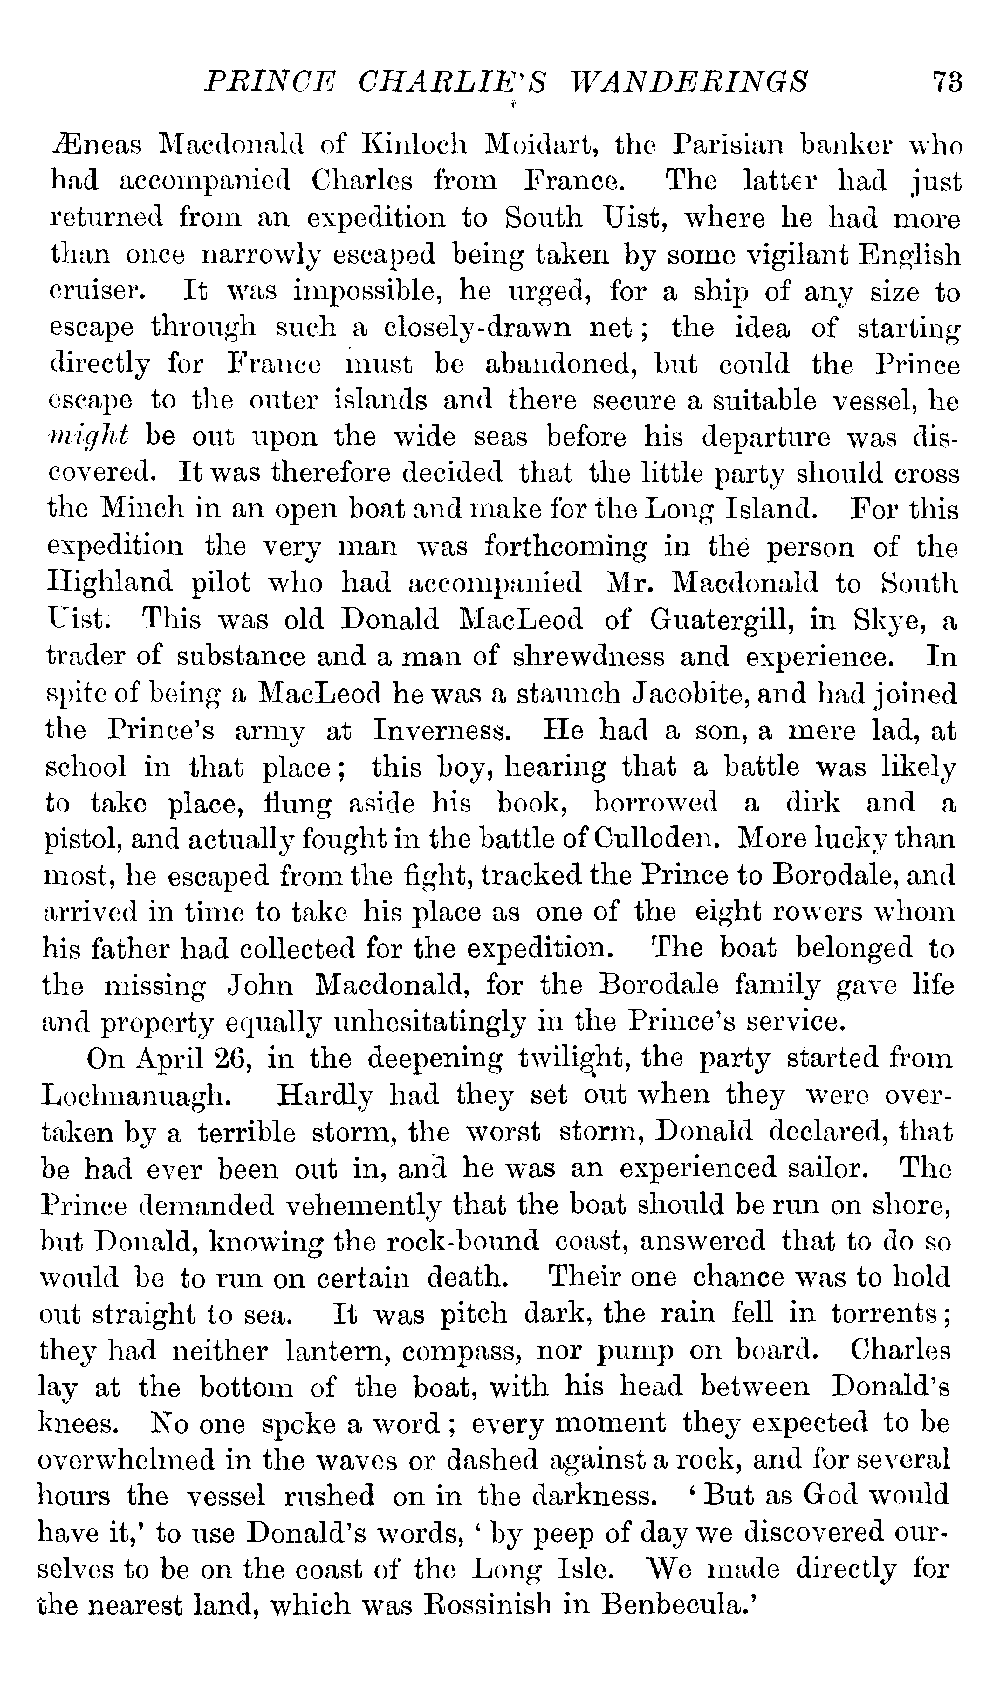 PRINCE CHARLIE'S WANDERINGS 73
Æneas Macdonald of Kinloch Moidart, the Parisian banker who
had accompanied Charles from France. The latter had just
returned from an expedition to South Uist, where he had more
than once narrowly escaped being taken by some vigilant English
cruiser. It was impossible, he urged, for a ship of any size to
escape through such a closely-drawn net; the idea of starting
directly for France must be abandoned, but could the Prince
escape to the outer islands and there secure a suitable vessel, he
might be out upon the wide seas before his departure was dis-
covered. It was therefore decided that the little party should cross
the Minch in an open boat and make for the Long Island. For this
expedition the very man was forthcoming in the person of the
Highland pilot who had accompanied Mr. Macdonald to South
Uist. This was old Donald MacLeod of Guatergill, in Skye, a
trader of substance and a man of shrewdness and experience. In
spite of being a MacLeod he was a staunch Jacobite, and had joined
the Prince's army at Inverness. He had a son, a mere lad, at
school in that place; this boy, hearing that a battle was likely
to take place, flung aside his book, borrowed a dirk and a
pistol, and actually fought in the battle of Culloden. More lucky than
most, he escaped from the fight, tracked the Prince to Borodale, and
arrived in time to take his place as one of the eight rowers whom
his father had collected for the expedition. The boat belonged to
the missing John Macdonald, for the Borodale family gave life
and property equally unhesitatingly in the Prince's service.
On April 26, in the deepening twilight, the party started from
Lochnanuagh. Hardly had they set out when they were over-
taken by a terrible storm, the worst storm, Donald declared, that
he had ever been out in, and he was an experienced sailor. The
Prince demanded vehemently that the boat should be run on shore,
but Donald, knowing the rock-bound coast, answered that to do so
would be to run on certain death. Their one chance was to hold
out straight to sea. It was pitch dark, the rain fell in torrents;
they had neither lantern, compass, nor pump on board. Charles
lay at the bottom of the boat, with his head between Donald's
knees. No one spoke a word; every moment they expected to be
overwhelmed in the waves or dashed against a rock, and for several
hours the vessel rushed on in the darkness. 'But as God would
have it,' to use Donald's words, 'by peep of day we discovered our-
selves to be on the coast of the Long Isle. We made directly for
the nearest land, which was Rossinish in Benbecula.'